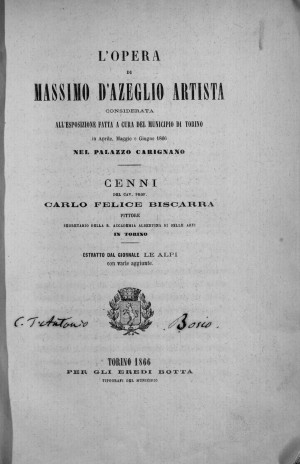 L'OPERA
DI
MASSIMO D'AZEGLIO ARTISTA
CONSIDERATA
ALL'ESPOSIZIONE FATTA A CURA DEL MUNICIPIO DI TORINO
in Aprile, Maggio e Giugno 1866
NEL PALAZZO CARIGNANO
CENNI
DEL CAV. PROF.
CARLO FELICE BISCARRA
PITTORE
SEGRETARIO DELLA R. ACCADEMIA ALBERTINA DI BELLE ARTI
IN TORINO
ESTRATTO DAL GIORNALE LE ALPI
con varie aggiunte.
Bosio
TORINO 1866
PER GLI EREDI BOTTA
TIPOGRAFI DEL MUNICIPIO